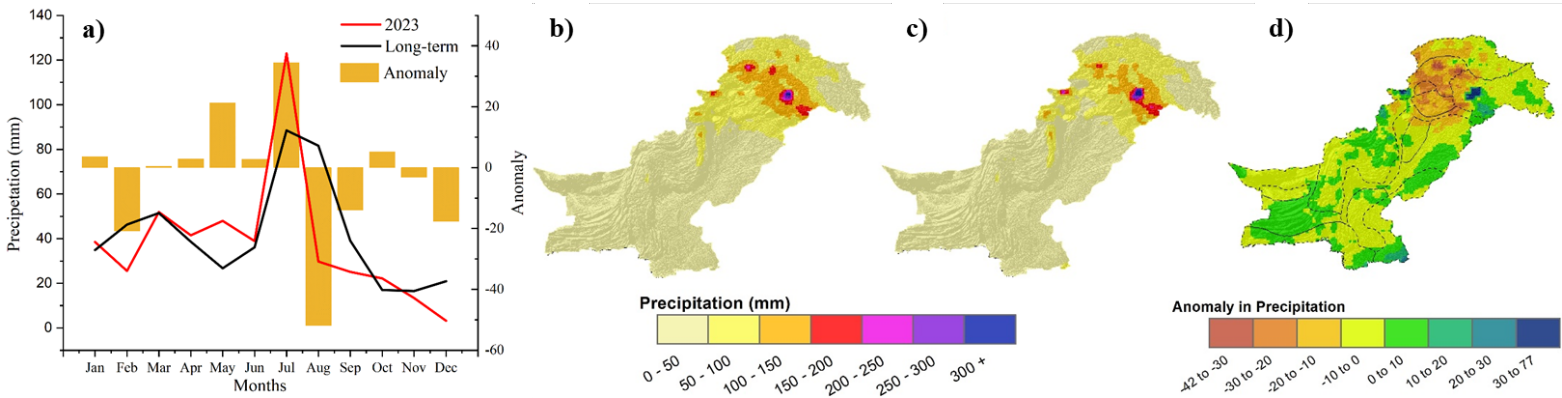 a)
2023
Long-term
Anomaly
Precipetation (mm)
140
120
100
80
60
40
20
0
40
20
0
-20
-40
-60
Anomaly
Jan Feb Mar Apr May Jun Jul Aug Sep Oct Nov Dec
Months
b)
c)
Precipitation (mm)
0 - 50
50 - 100
100 - 150
150 - 200
200 - 250
250 - 300
300 +
d)
Anomaly in Precipitation
-42 to -30
-30 to -20
-20 to -10
-10 to 0
0 to 10
10 to 20
20 to 30
30 to 77